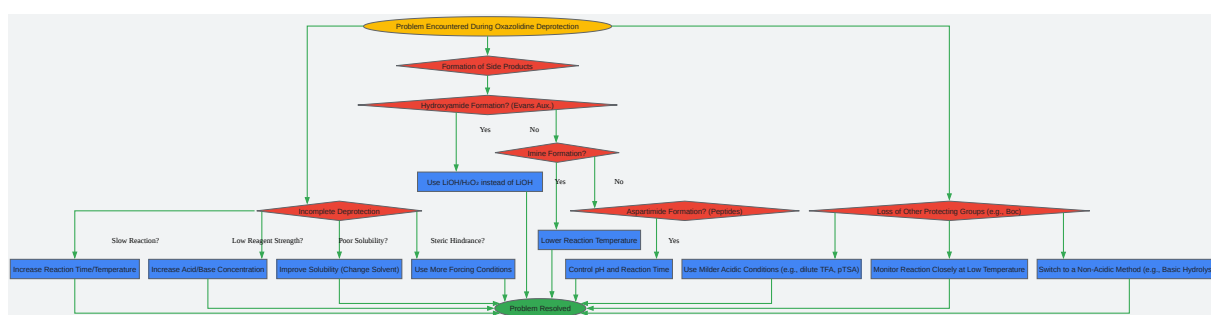 Problem Encountered During Oxazolidine Deprotection
Formation of Side Products
Hydroxyamide Formation? (Evans Aux.)
Yes
No
Imine Formation?
Use LiOH/H₂O₂ instead of LiOH
Yes
No
Incomplete Deprotection
Aspartimide Formation? (Peptides)
Loss of Other Protecting Groups (e.g., Boc)
Slow Reaction?
Low Reagent Strength?
Poor Solubility?
Steric Hindrance?
Lower Reaction Temperature
Yes
Increase Reaction Time/Temperature
Increase Acid/Base Concentration
Improve Solubility (Change Solvent)
Use More Forcing Conditions
Control pH and Reaction Time
Use Milder Acidic Conditions (e.g., dilute TFA, pTSA)
Monitor Reaction Closely at Low Temperature
Switch to a Non-Acidic Method (e.g., Basic Hydrolys
Problem Resolved